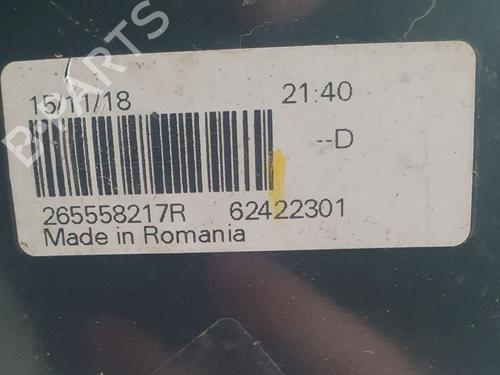 BPARTS
15/11/18 21:40
--D
265558217R 62422301
Made in Romania